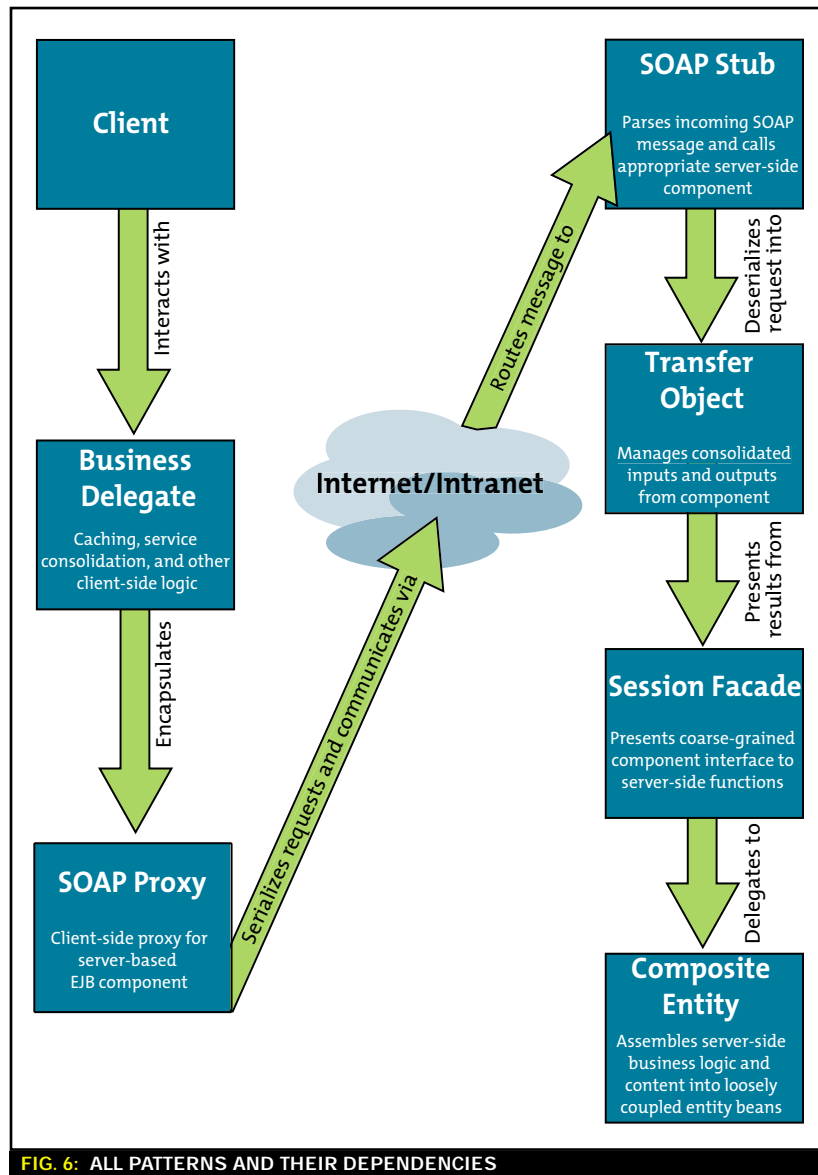 Client
Interacts with
Business
Delegate
Caching, service
consolidation, and other
client-side logic
Encapsulates
SOAP Proxy
Client-side proxy for
server-based
EJB component
Serializes requests and communicates via
Internet/Intranet
Routes message to
SOAP Stub
Parses incoming SOAP
message and calls
appropriate server-side
component
Deserializes
request into
Transfer
Object
Manages consolidated
inputs and outputs
from component
Presents
results from
Session Facade
Presents coarse-grained
component interface to
server-side functions
Delegates to
Composite
Entity
Assembles server-side
business logic and
content into loosely
coupled entity beans
FIG. 6: ALL PATTERNS AND THEIR DEPENDENCIES